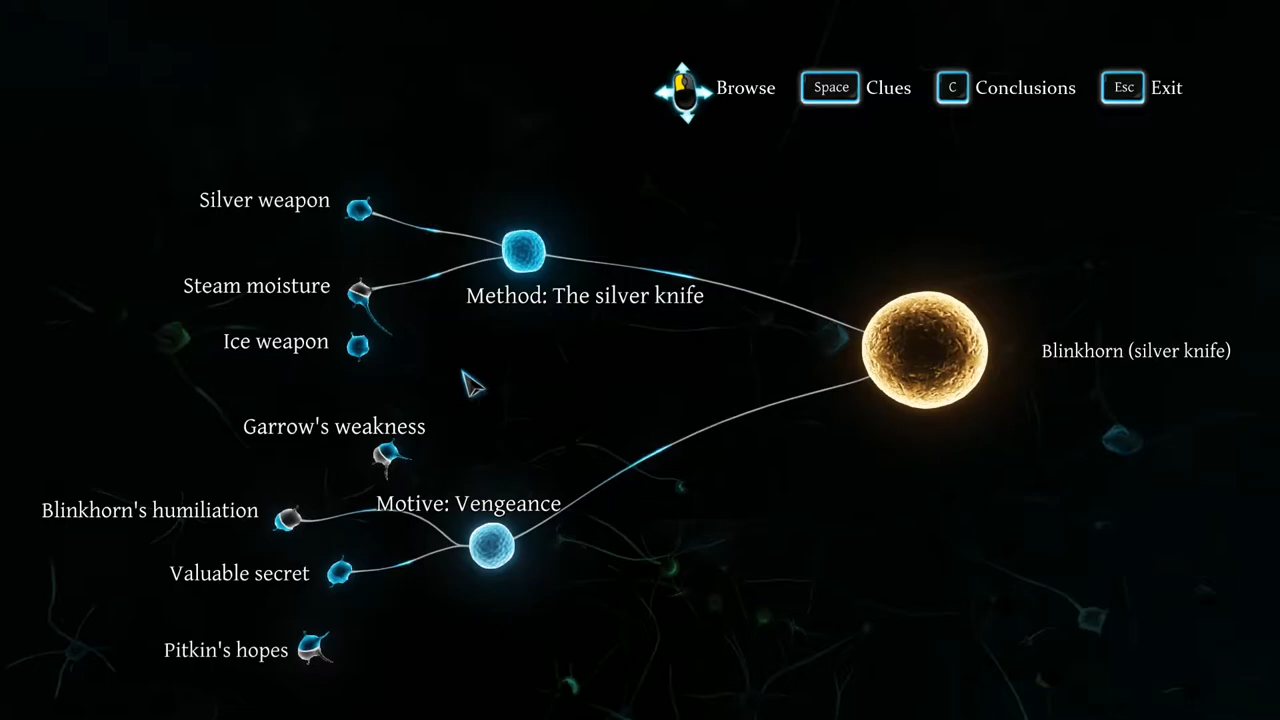 Browse
Space
Clues
C
Conclusions
Esc
Exit
Silver weapon
Steam moisture
Method: The silver knife
Ice weapon
Blinkhorn (silver knife)
Garrow's weakness
Motive: Vengeance
Blinkhorn's humiliation
Valuable secret
Pitkin's hopes